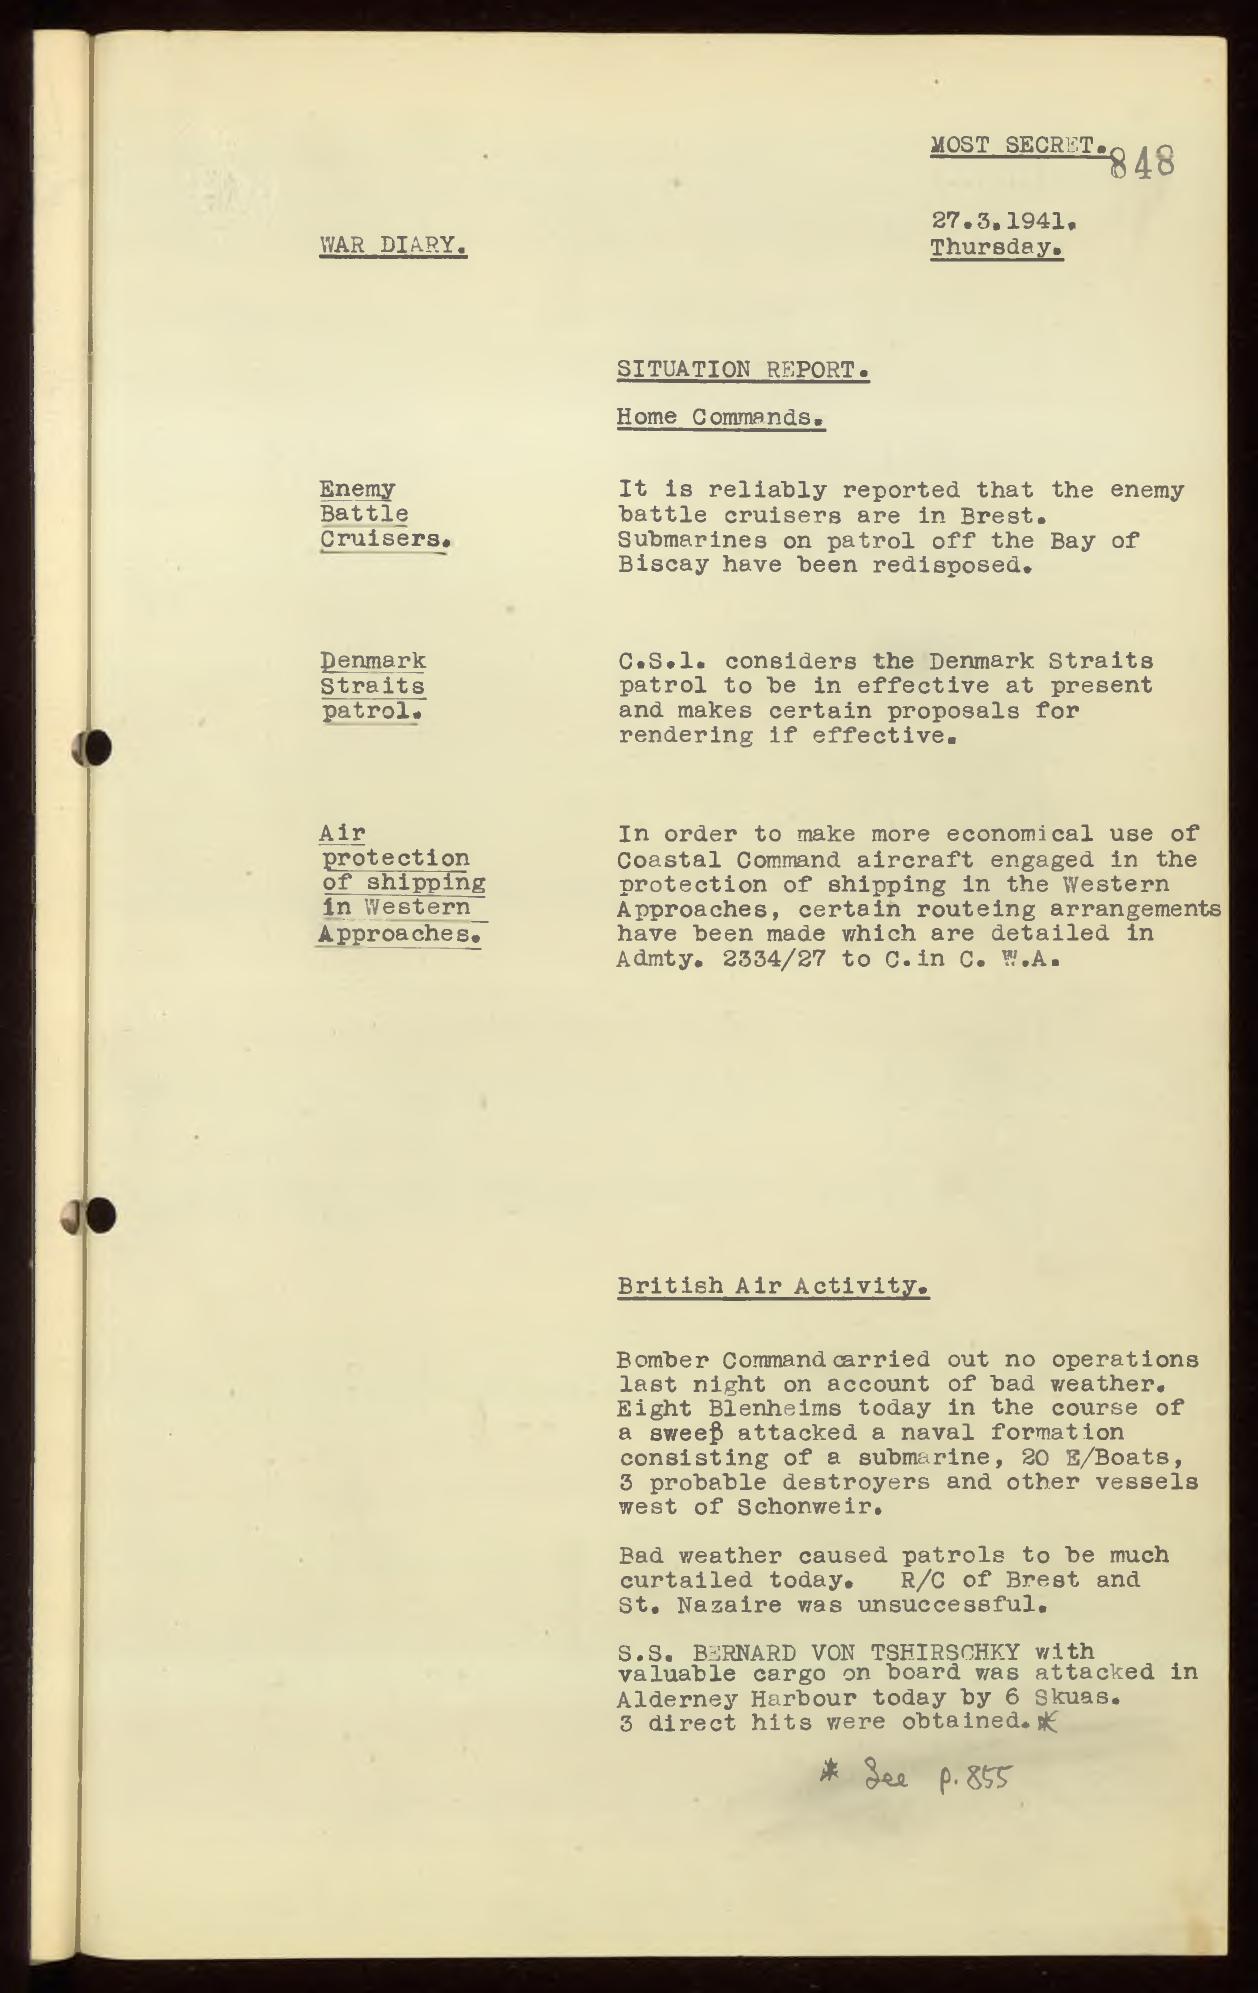 MOST SECRET.
848
27.3.1941.
Thursday.
WAR DIARY.
SITUATION REPORT.
Home Commands.
Enemy
Battle
Cruisers.
It is reliably reported that the enemy
battle cruisers are in Brest.
Submarines on patrol off the Bay of
Biscay have been redisposed.
Denmark
Straits
patrol.
C.S.1. considers the Denmark Straits
patrol to be in effective at present
and makes certain proposals for
rendering if effective.
Air
protection
of shipping
in Western
Approaches.
In order to make more economical use of
Coastal Command aircraft engaged in the
protection of shipping in the Western
Approaches, certain routeing arrangements
have been made which are detailed in
Admty. 2334/27 to C.in C. W.A.
British Air Activity.
Bomber Command carried out no operations
last night on account of bad weather.
Eight Blenheims today in the course of
a sweep attacked a naval formation
consisting of a submarine, 20 E/Boats,
3 probable destroyers and other vessels
west of Schonweir.
Bad weather caused patrols to be much
curtailed today. R/C of Brest and
St. Nazaire was unsuccessful.
S.S. BERNARD VON TSHIRSCHKY with
valuable cargo on board was attacked in
Alderney Harbour today by 6 Skuas.
3 direct hits were obtained. *
* See p.855